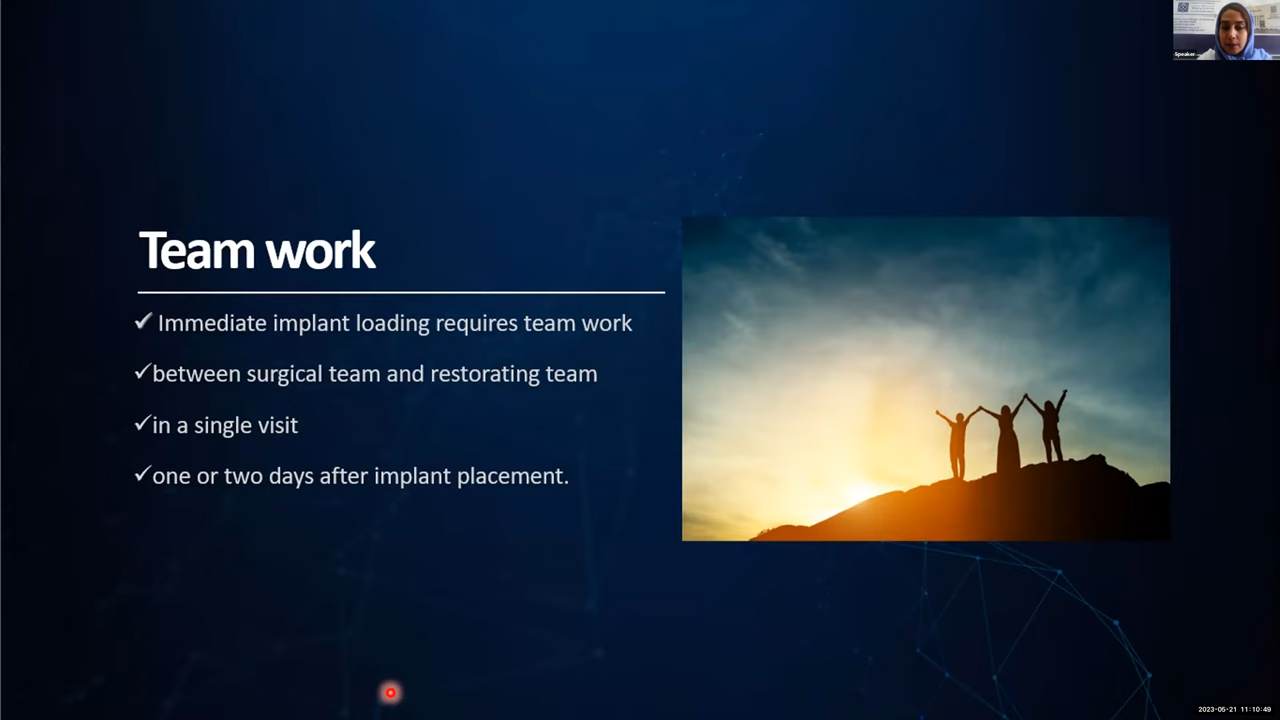 Speaker
Team work
✓ Immediate implant loading requires team work
✓between surgical team and restorating team
✓in a single visit
✓one or two days after implant placement.
2023-05-21 11:10:49